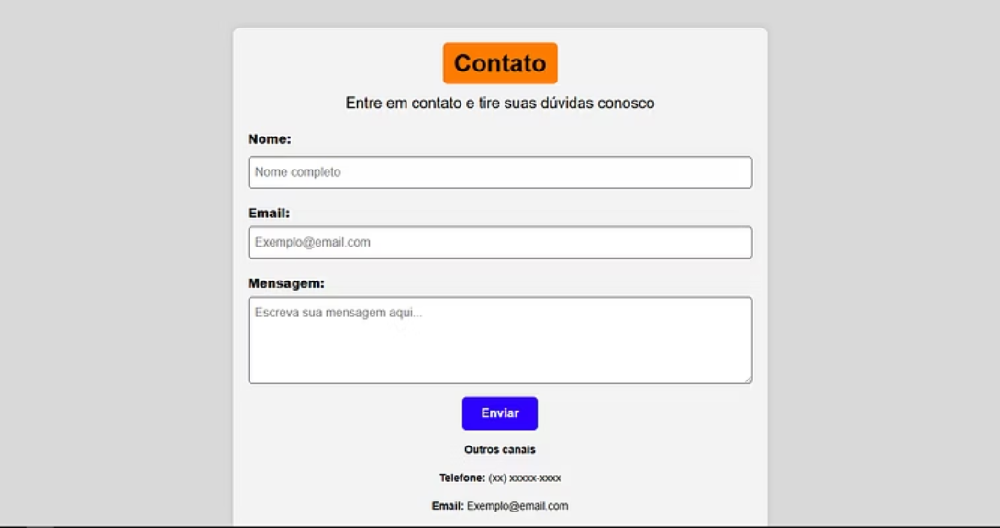 Contato
Entre em contato e tire suas dúvidas conosco
Nome:
Nome completo
Email:
Exemplo@email.com
Mensagem:
Escreva sua mensagem aqui...
Enviar
Outros canais
Telefone: (xx) xxxxx-xxxx
Email: Exemplo@email.com